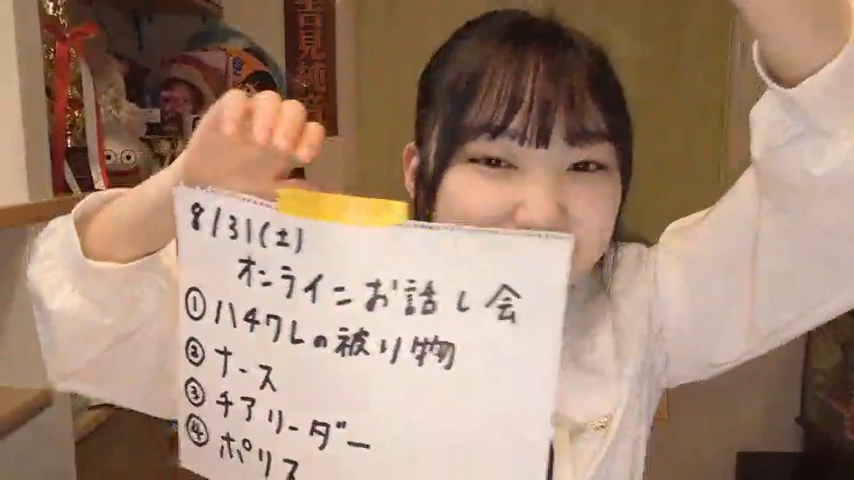 8/31(土)
オンラインお話し会
① ハチワレの被り物
② ナース
③ チアリーダー
④ ポリス